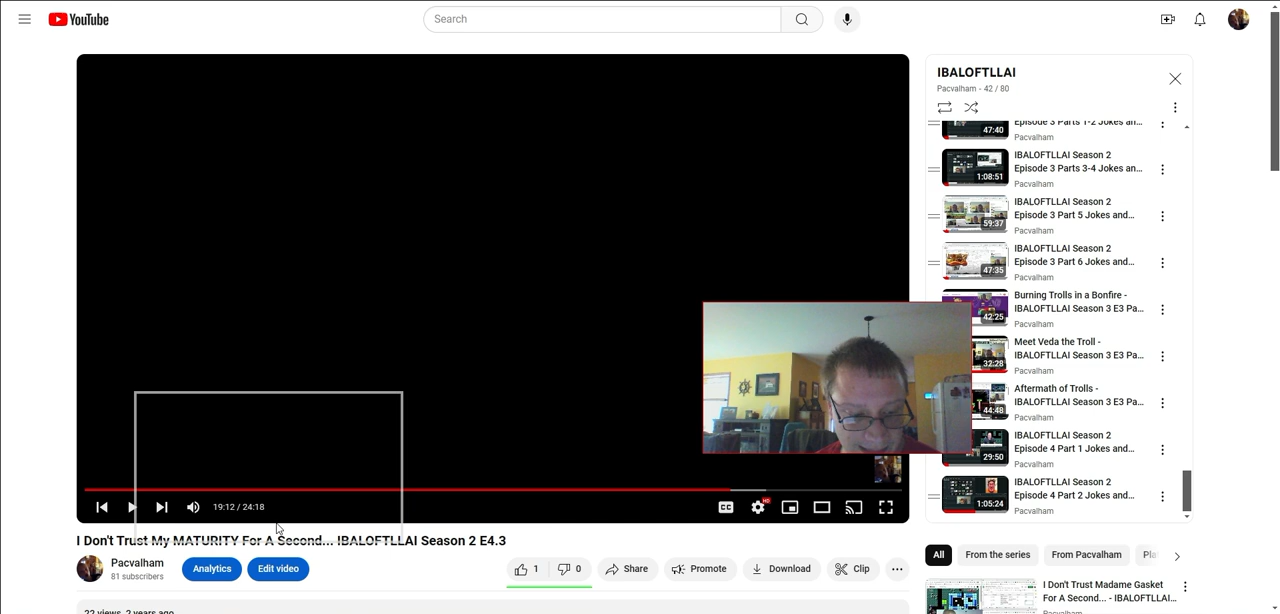 YouTube
Search
IBALOFTLLAI
Pacvalham - 42 / 80
Episode 3 Parts 1-2 Jokes an...
47:40
Pacvalham
IBALOFTLLAI Season 2
Episode 3 Parts 3-4 Jokes an...
1:08:51
Pacvalham
IBALOFTLLAI Season 2
Episode 3 Part 5 Jokes and...
59:37
Pacvalham
IBALOFTLLAI Season 2
Episode 3 Part 6 Jokes and...
47:35
Pacvalham
Burning Trolls in a Bonfire -
IBALOFTLLAI Season 3 E3 Pa...
42:25
Pacvalham
Meet Veda the Troll -
IBALOFTLLAI Season 3 E3 Pa...
32:28
Pacvalham
Aftermath of Trolls -
IBALOFTLLAI Season 3 E3 Pa...
44:48
Pacvalham
IBALOFTLLAI Season 2
Episode 4 Part 1 Jokes and...
29:50
Pacvalham
IBALOFTLLAI Season 2
Episode 4 Part 2 Jokes and...
1:05:24
Pacvalham
19:12 / 24:18
CC
HD
I Don't Trust My MATURITY For A Second... IBALOFTLLAI Season 2 E4.3
Pacvalham
81 subscribers
Analytics
Edit video
1
0
Share
Promote
Download
Clip
22 views 2 years ago
All
From the series
From Pacvalham
Pla
I Don't Trust Madame Gasket
For A Second... - IBALOFTLLAI...
Pacvalham